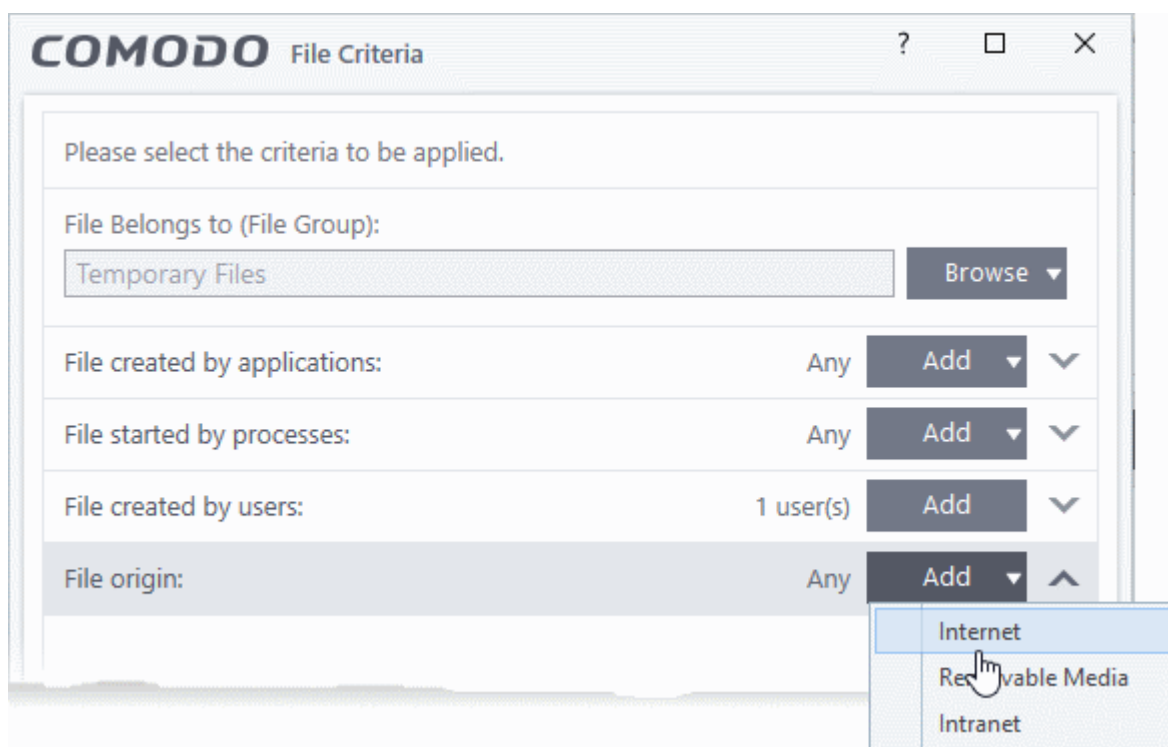 COMODO File Criteria ?
Please select the criteria to be applied.
File Belongs to (File Group):
Temporary Files Browse
File created by applications: Any Add
File started by processes: Any Add
File created by users: 1 user(s) Add
File origin: Any Add
Internet
Media
Intranet